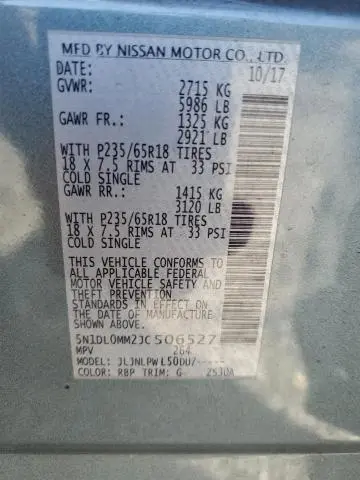 MFD BY NISSAN MOTOR CO., LTD
DATE: 10/17
GVWR: 2715 KG
5986 LB
GAWR FR.: 1325 KG
2921 LB
WITH P235/65R18 TIRES
18 X 7.5 RIMS AT 33 PSI
COLD SINGLE
GAWR RR.: 1415 KG
3120 LB
WITH P235/65R18 TIRES
18 X 7.5 RIMS AT 33 PSI
COLD SINGLE
THIS VEHICLE CONFORMS TO
ALL APPLICABLE FEDERAL
MOTOR VEHICLE SAFETY AND
THEFT PREVENTION
STANDARDS IN EFFECT ON
THE DATE OF MANUFACTURE
SHOWN ABOVE.
5N1DL0MM2JC506527
MPV 264
COLOR: RBP TRIM: G